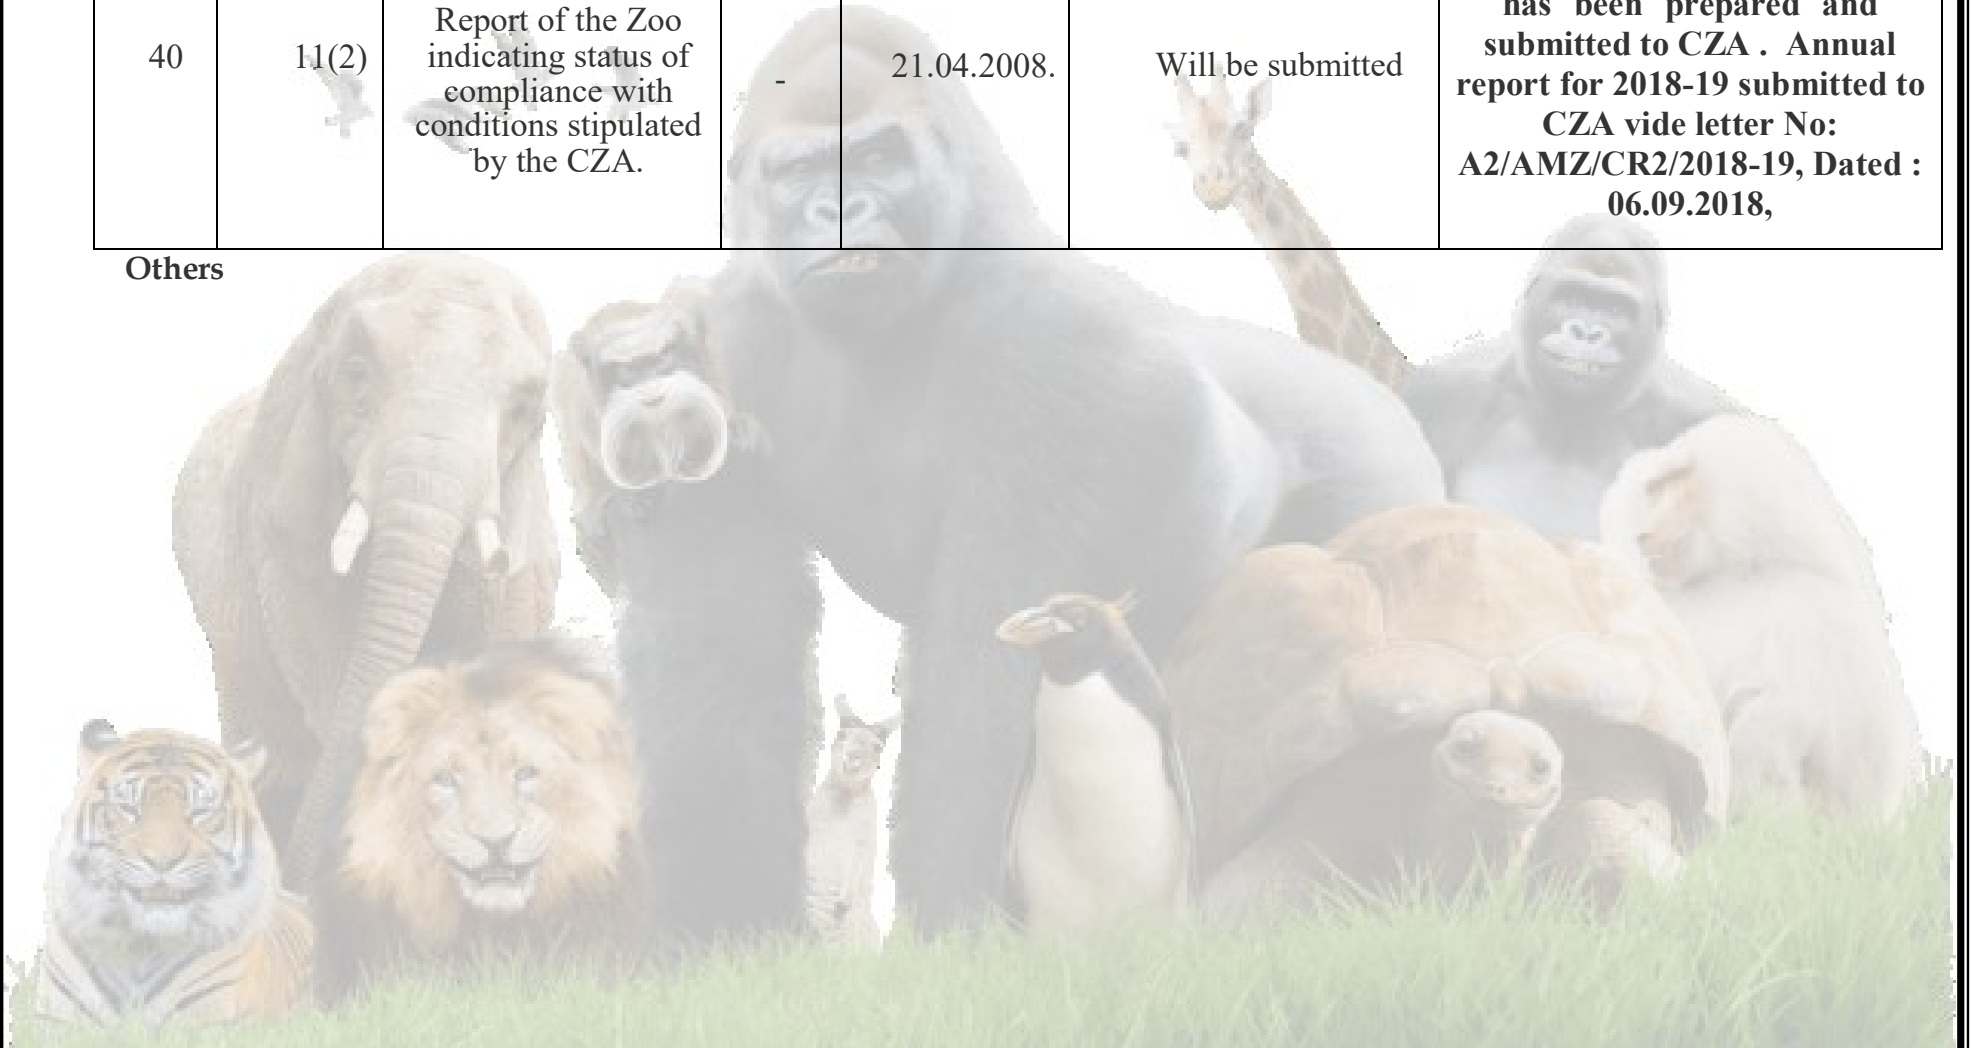 40
11(2)
Report of the Zoo
indicating status of
compliance with
conditions stipulated
by the CZA.
-
21.04.2008.
Will be submitted
has been prepared and
submitted to CZA . Annual
report for 2018-19 submitted to
CZA vide letter No:
A2/AMZ/CR2/2018-19, Dated :
06.09.2018,
Others